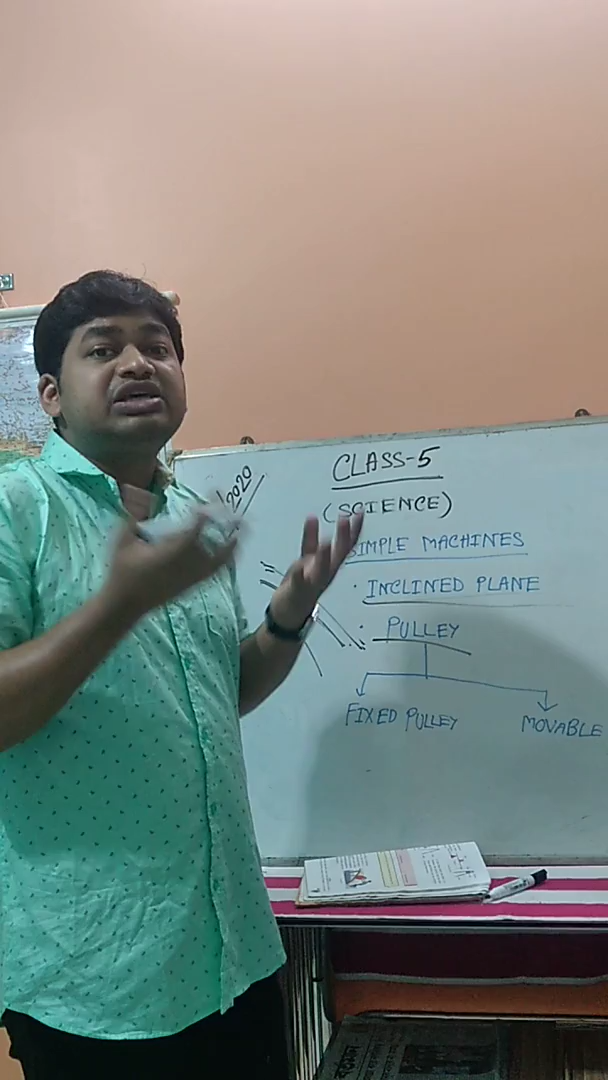 2020
CLASS-5
(SCIENCE)
SIMPLE MACHINES
· INCLINED PLANE
: PULLEY
FIXED PULLEY
MOVABLE